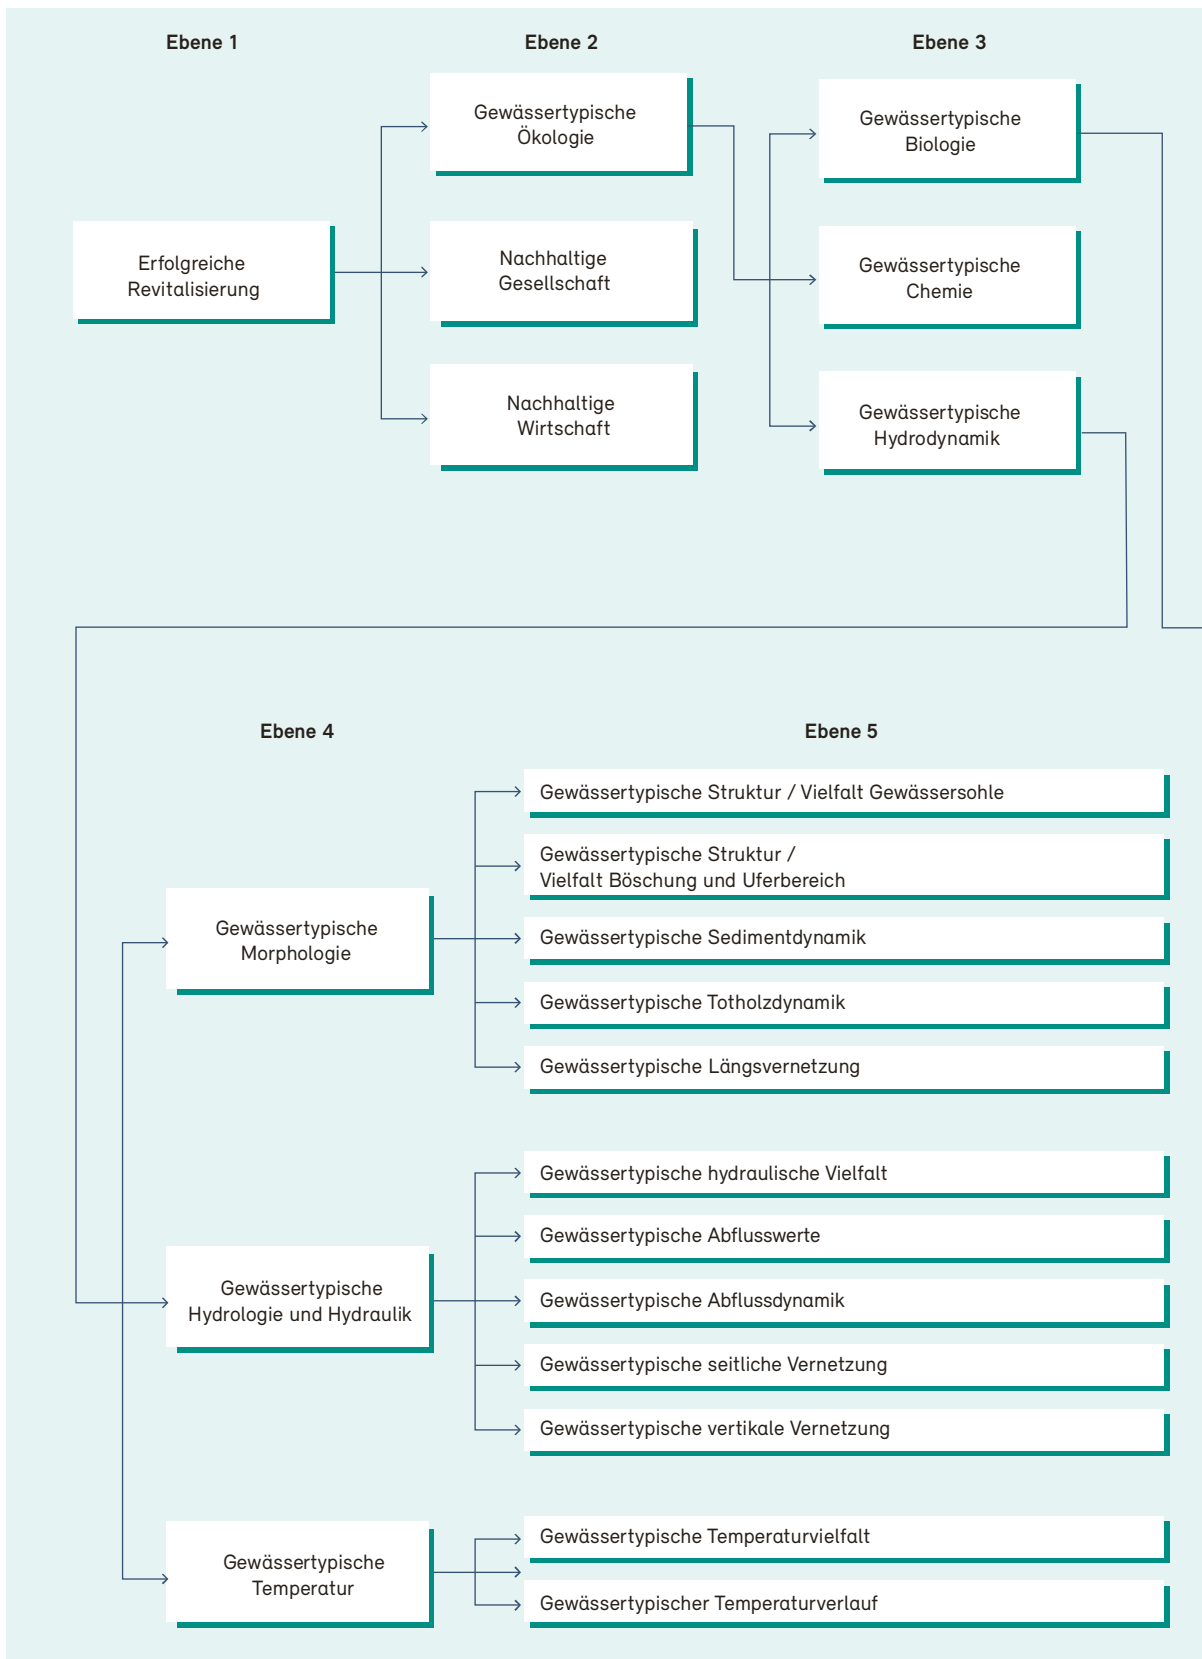 Ebene 1
Ebene 2
Ebene 3
Gewässertypische
Ökologie
Gewässertypische
Biologie
Erfolgreiche
Revitalisierung
Nachhaltige
Gesellschaft
Gewässertypische
Chemie
Nachhaltige
Wirtschaft
Gewässertypische
Hydrodynamik
Ebene 4
Ebene 5
Gewässertypische
Morphologie
Gewässertypische Struktur / Vielfalt Gewässersohle
Gewässertypische Struktur /
Vielfalt Böschung und Uferbereich
Gewässertypische Sedimentdynamik
Gewässertypische Totholzdynamik
Gewässertypische Längsvernetzung
Gewässertypische
Hydrologie und Hydraulik
Gewässertypische hydraulische Vielfalt
Gewässertypische Abflusswerte
Gewässertypische Abflussdynamik
Gewässertypische seitliche Vernetzung
Gewässertypische vertikale Vernetzung
Gewässertypische
Temperatur
Gewässertypische Temperaturvielfalt
Gewässertypischer Temperaturverlauf